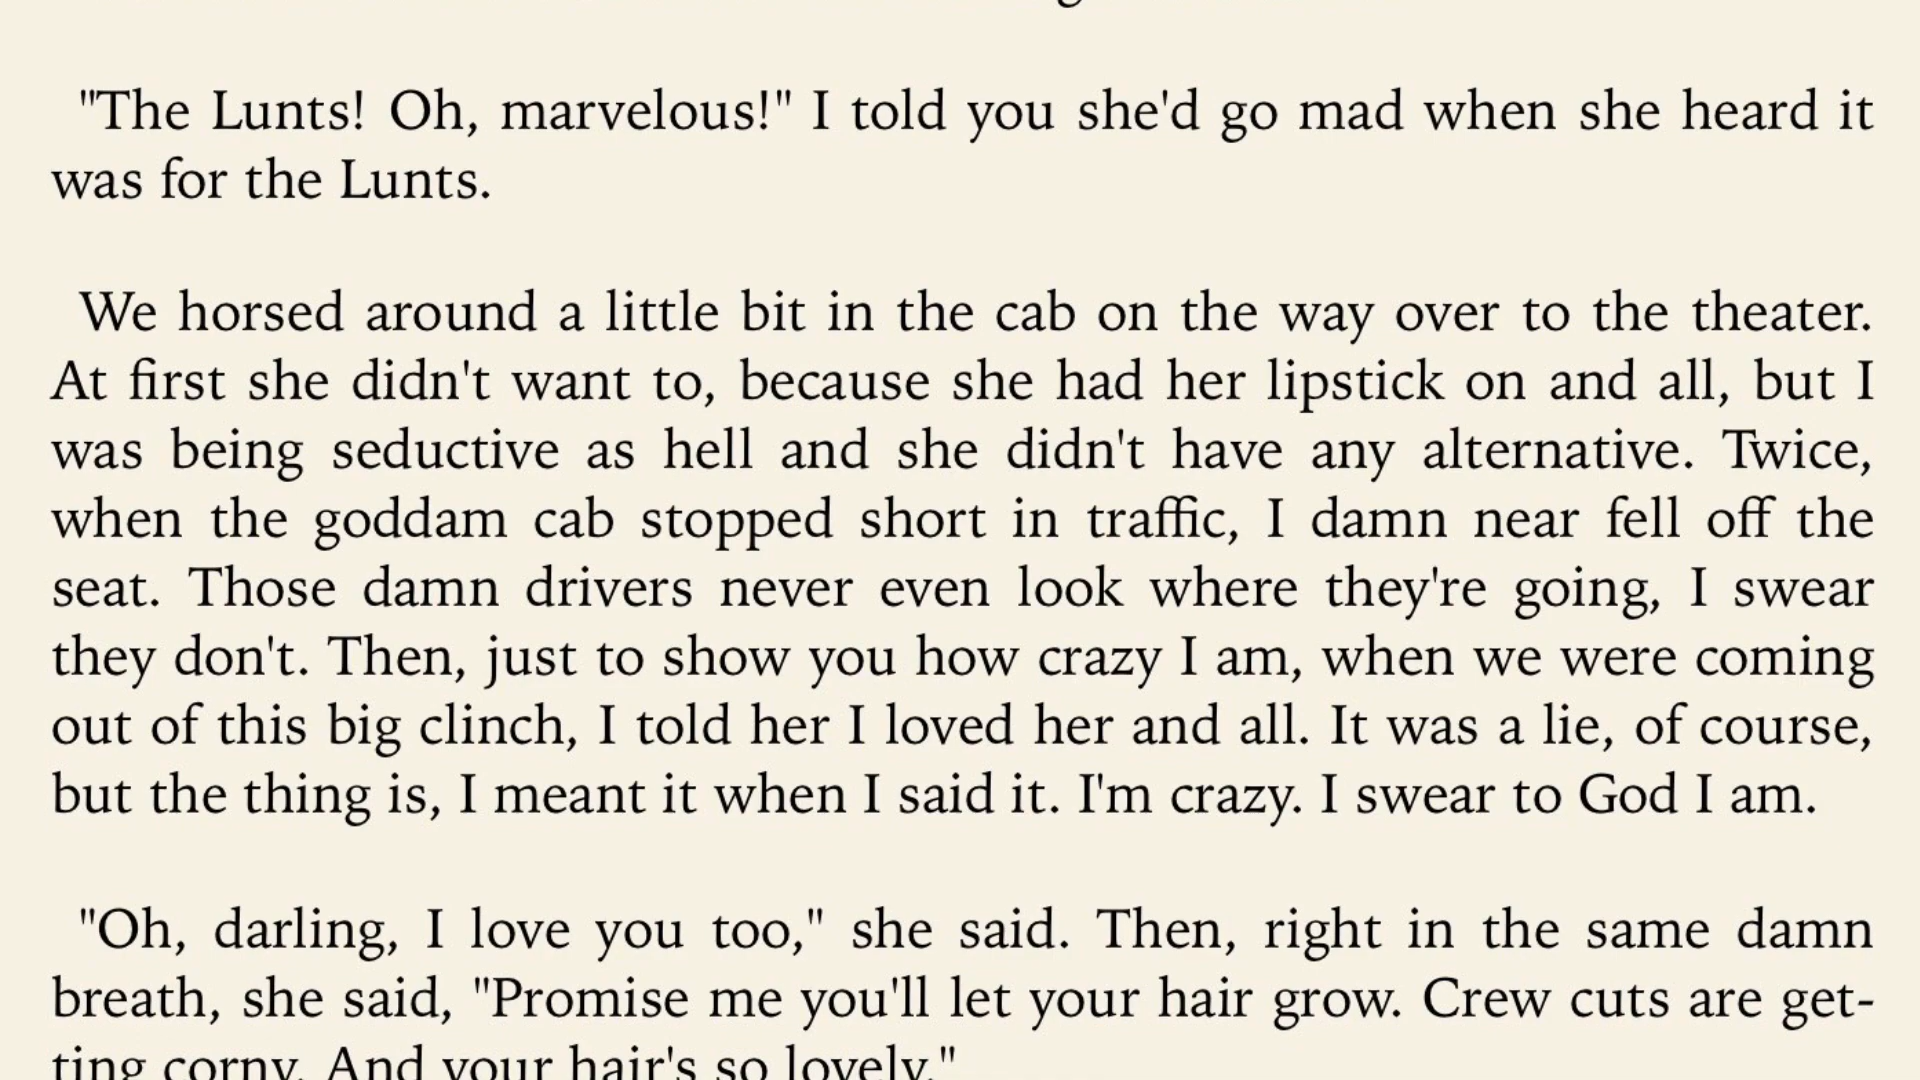 "The Lunts! Oh, marvelous!" I told you she'd go mad when she heard it
was for the Lunts.
We horsed around a little bit in the cab on the way over to the theater.
At first she didn't want to, because she had her lipstick on and all, but I
was being seductive as hell and she didn't have any alternative. Twice,
when the goddam cab stopped short in traffic, I damn near fell off the
seat. Those damn drivers never even look where they're going, I swear
they don't. Then, just to show you how crazy I am, when we were coming
out of this big clinch, I told her I loved her and all. It was a lie, of course,
but the thing is, I meant it when I said it. I'm crazy. I swear to God I am.
"Oh, darling, I love you too," she said. Then, right in the same damn
breath, she said, "Promise me you'll let your hair grow. Crew cuts are get-
ting corny. And your hair's so lovely."